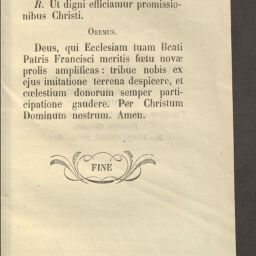 R. Ut digni efficiamur promissio-
nibus Christi.
Oremus.
Deus, qui Ecclesiam tuam Beati
Patris Francisci meritis fœtu novæ
prolis amplificas : tribue nobis ex
ejus imitatione terrena despicere, et
cœlestium donorum semper parti-
cipatione gaudere. Per Christum
Dominum nostrum. Amen.
FINE